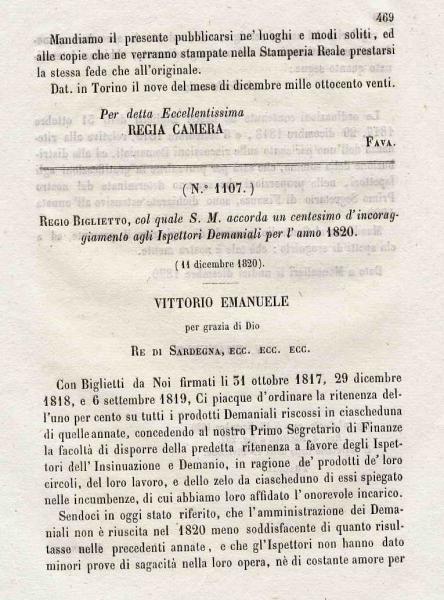 469
Mandiamo il presente pubblicarsi ne' luoghi e modi soliti, ed
alle copie che ne verranno stampate nella Stamperia Reale prestarsi
la stessa fede che all'originale.
Dat. in Torino il nove del mese di dicembre mille ottocento venti.
Per detta Eccellentissima
REGIA CAMERA
FAVA.
(N.° 1107.)
REGIO BIGLIETTO, col quale S. M. accorda un centesimo d'incorag-
giamento agli Ispettori Demaniali per l'anno 1820.
(11 dicembre 1820).
VITTORIO EMANUELE
per grazia di Dio
RE DI SARDEGNA, ECC. ECC. ECC.
Con Biglietti da Noi firmati li 31 ottobre 1817, 29 dicembre
1818, e 6 settembre 1819, Ci piacque d'ordinare la ritenenza del-
l'uno per cento su tutti i prodotti Demaniali riscossi in ciascheduna
di quelle annate, concedendo al nostro Primo Segretario di Finanze
la facoltà di disporre della predetta ritenenza a favore degli Ispet-
tori dell'Insinuazione e Demanio, in ragione de' prodotti de' loro
circoli, del loro lavoro, e dello zelo da ciascheduno di essi spiegato
nelle incumbenze, di cui abbiamo loro affidato l'onorevole incarico.
Sendoci in oggi stato riferito, che l'amministrazione dei Dema-
niali non è riuscita nel 1820 meno soddisfacente di quanto risul-
tasse nelle precedenti annate, e che gl'Ispettori non hanno dato
minori prove di sagacità nella loro opera, nè di costante amore per